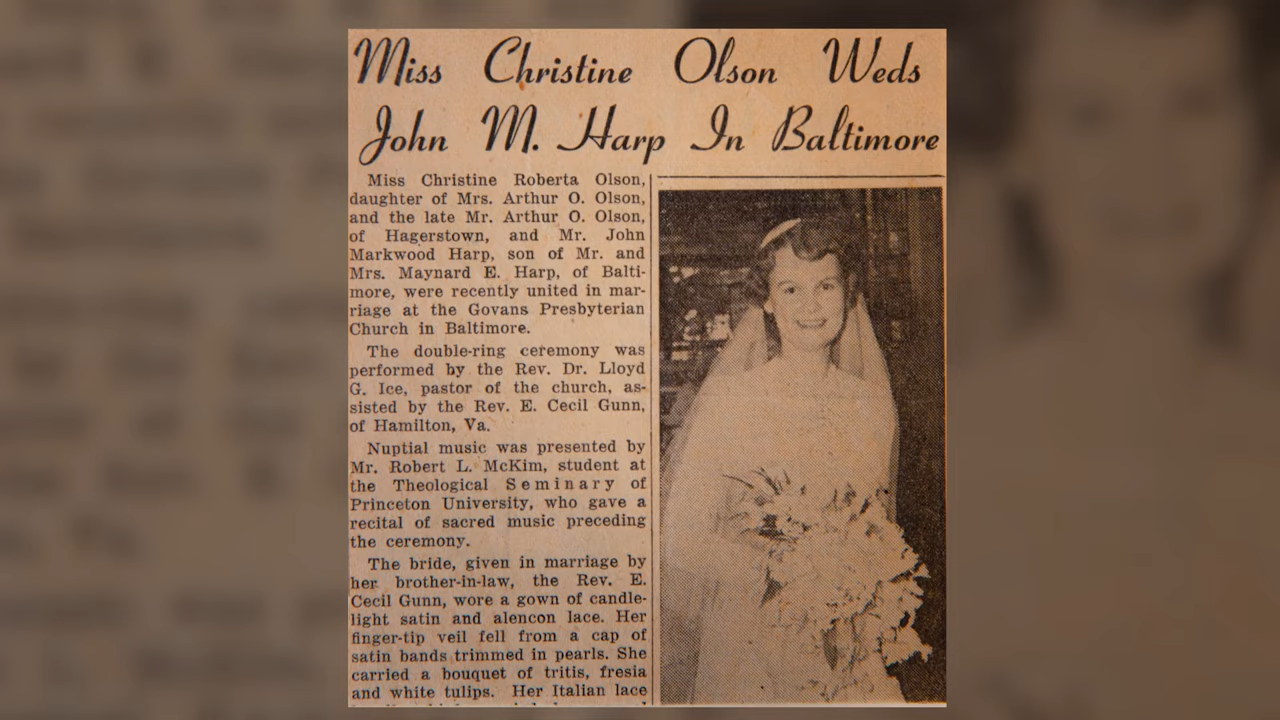 Miss Christine Olson Weds
John M. Harp In Baltimore
Miss Christine Roberta Olson,
daughter of Mrs. Arthur O. Olson,
and the late Mr. Arthur O. Olson,
of Hagerstown, and Mr. John
Markwood Harp, son of Mr. and
Mrs. Maynard E. Harp, of Balti-
more, were recently united in mar-
riage at the Govans Presbyterian
Church in Baltimore.
The double-ring ceremony was
performed by the Rev. Dr. Lloyd
G. Ice, pastor of the church, as-
sisted by the Rev. E. Cecil Gunn,
of Hamilton, Va.
Nuptial music was presented by
Mr. Robert L. McKim, student at
the Theological Seminary of
Princeton University, who gave a
recital of sacred music preceding
the ceremony.
The bride, given in marriage by
her brother-in-law, the Rev. E.
Cecil Gunn, wore a gown of candle-
light satin and alencon lace. Her
finger-tip veil fell from a cap of
satin bands trimmed in pearls. She
carried a bouquet of tritis, fresia
and white tulips. Her Italian lace